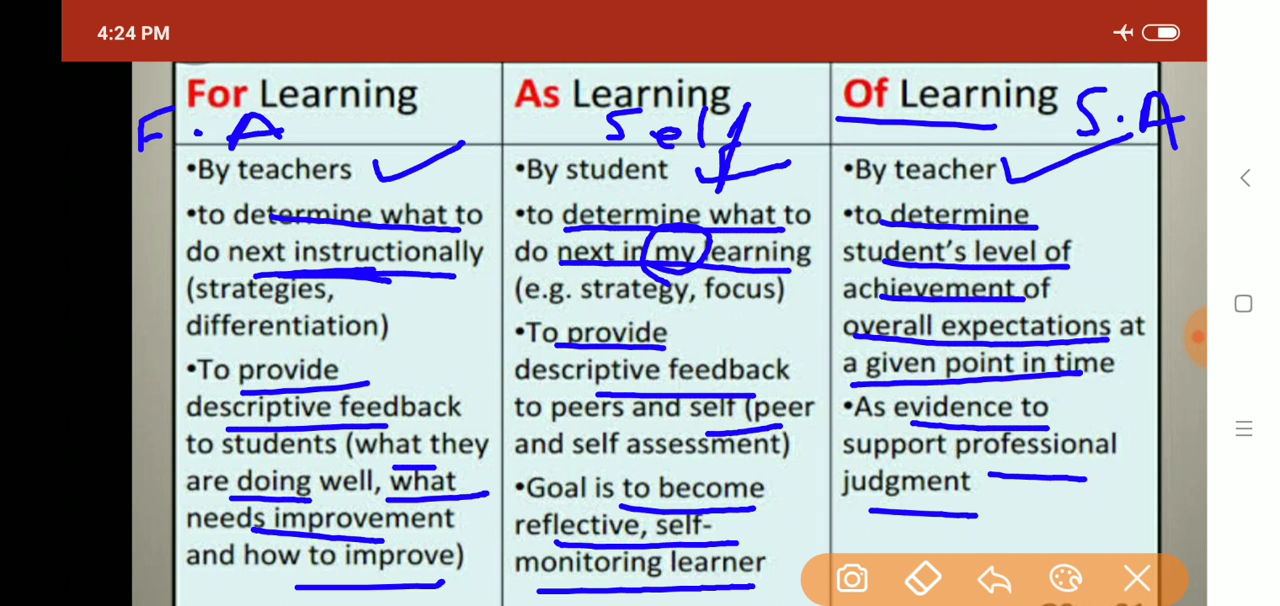 4:24 PM
For Learning
F. A
•By teachers
•to determine what to
do next instructionally
(strategies,
differentiation)
•To provide
descriptive feedback
to students (what they
are doing well, what
needs improvement
and how to improve)
As Learning
Self
•By student
•to determine what to
do next in my learning
(e.g. strategy, focus)
•To provide
descriptive feedback
to peers and self (peer
and self assessment)
•Goal is to become
reflective, self-
monitoring learner
Of Learning
S.A
•By teacher
•to determine
student's level of
achievement of
overall expectations at
a given point in time
•As evidence to
support professional
judgment